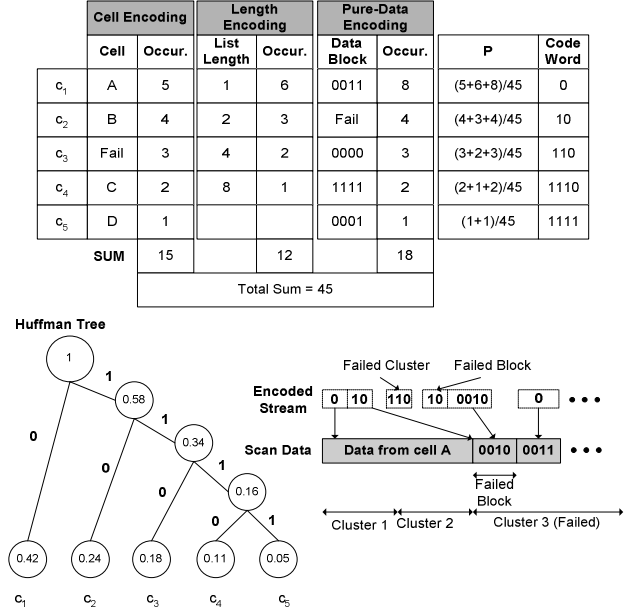 Cell Encoding Length Encoding Pure-Data Encoding
Cell Occur. List Length Occur. Data Block Occur. P Code Word
c1 A 5 1 6 0011 8 (5+6+8)/45 0
c2 B 4 2 3 Fail 4 (4+3+4)/45 10
c3 Fail 3 4 2 0000 3 (3+2+3)/45 110
c4 C 2 8 1 1111 2 (2+1+2)/45 1110
c5 D 1 0001 1 (1+1)/45 1111
SUM 15 12 18
Total Sum = 45
Huffman Tree
1
1
0.58
0
1
0.34
0
1
0.16
0
0 1
0.42 0.24 0.18 0.11 0.05
c1 c2 c3 c4 c5
Failed Cluster Failed Block
Encoded Stream 0 10 110 10 0010 0 •••
Scan Data Data from cell A 0010 0011 •••
Failed
Block
Cluster 1 Cluster 2 Cluster 3 (Failed)